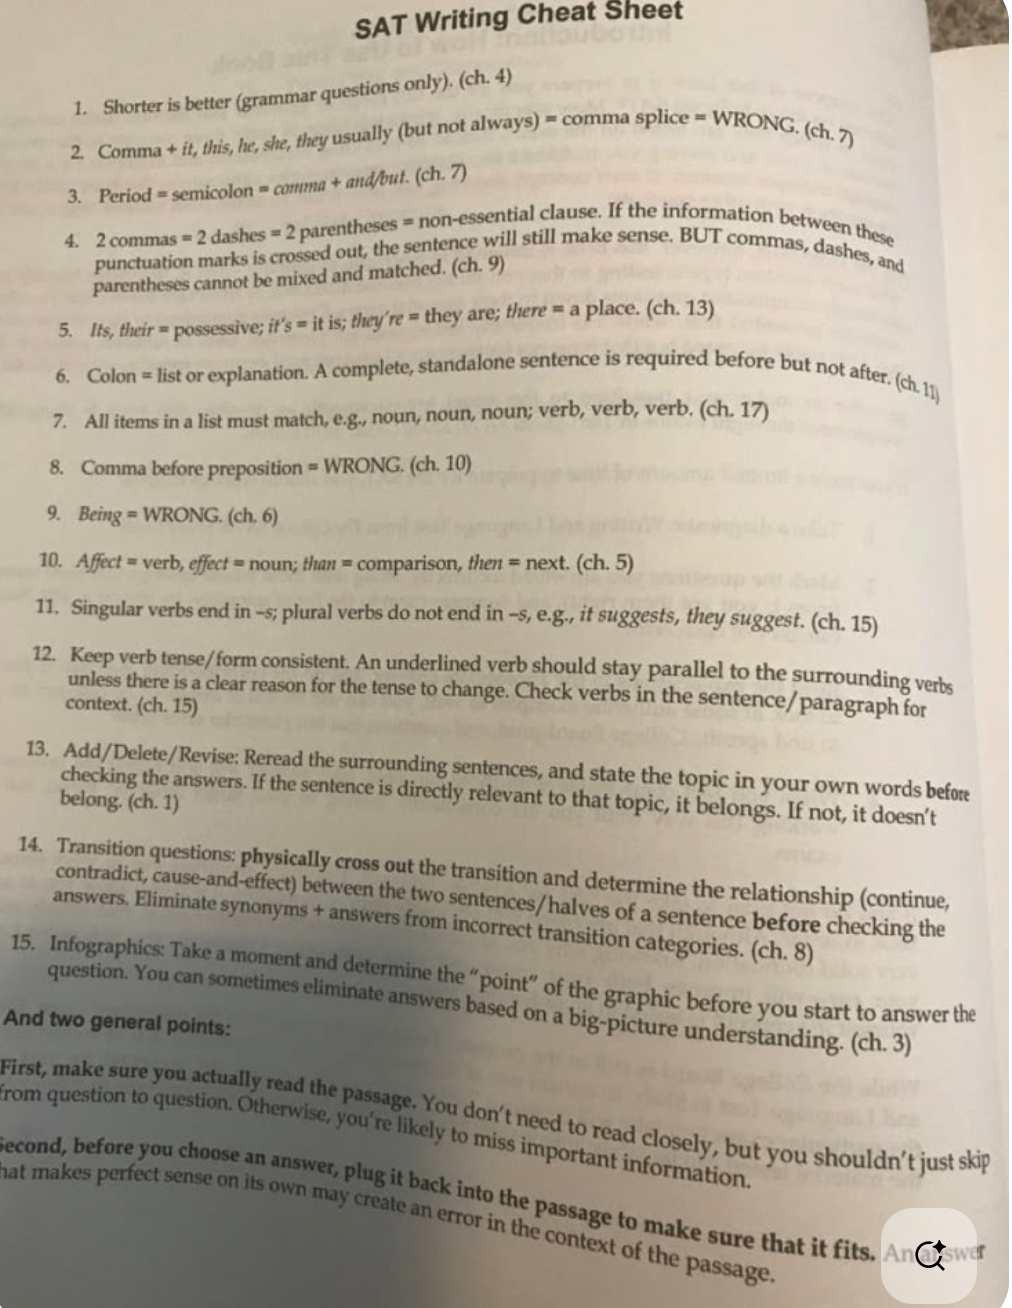 SAT Writing Cheat Sheet
1. Shorter is better (grammar questions only). (ch. 4)
2. Comma + it, this, he, she, they usually (but not always) = comma splice = WRONG. (ch. 7)
3. Period = semicolon = comma + and/but. (ch. 7)
4. 2 commas = 2 dashes = 2 parentheses = non-essential clause. If the information between these
punctuation marks is crossed out, the sentence will still make sense. BUT commas, dashes, and
parentheses cannot be mixed and matched. (ch. 9)
5. Its, their = possessive; it's = it is; they're = they are; there = a place. (ch. 13)
6. Colon = list or explanation. A complete, standalone sentence is required before but not after. (ch. 11)
7. All items in a list must match, e.g., noun, noun, noun; verb, verb, verb. (ch. 17)
8. Comma before preposition = WRONG. (ch. 10)
9. Being = WRONG. (ch. 6)
10. Affect = verb, effect = noun; than = comparison, then = next. (ch. 5)
11. Singular verbs end in –s; plural verbs do not end in –s, e.g., it suggests, they suggest. (ch. 15)
12. Keep verb tense/form consistent. An underlined verb should stay parallel to the surrounding verbs
unless there is a clear reason for the tense to change. Check verbs in the sentence/paragraph for
context. (ch. 15)
13. Add/Delete/Revise: Reread the surrounding sentences, and state the topic in your own words before
checking the answers. If the sentence is directly relevant to that topic, it belongs. If not, it doesn't
belong. (ch. 1)
14. Transition questions: physically cross out the transition and determine the relationship (continue,
contradict, cause-and-effect) between the two sentences/halves of a sentence before checking the
answers. Eliminate synonyms + answers from incorrect transition categories. (ch. 8)
15. Infographics: Take a moment and determine the "point" of the graphic before you start to answer the
question. You can sometimes eliminate answers based on a big-picture understanding. (ch. 3)
And two general points:
First, make sure you actually read the passage. You don't need to read closely, but you shouldn't just skip
from question to question. Otherwise, you're likely to miss important information.
Second, before you choose an answer, plug it back into the passage to make sure that it fits. An answer
that makes perfect sense on its own may create an error in the context of the passage.